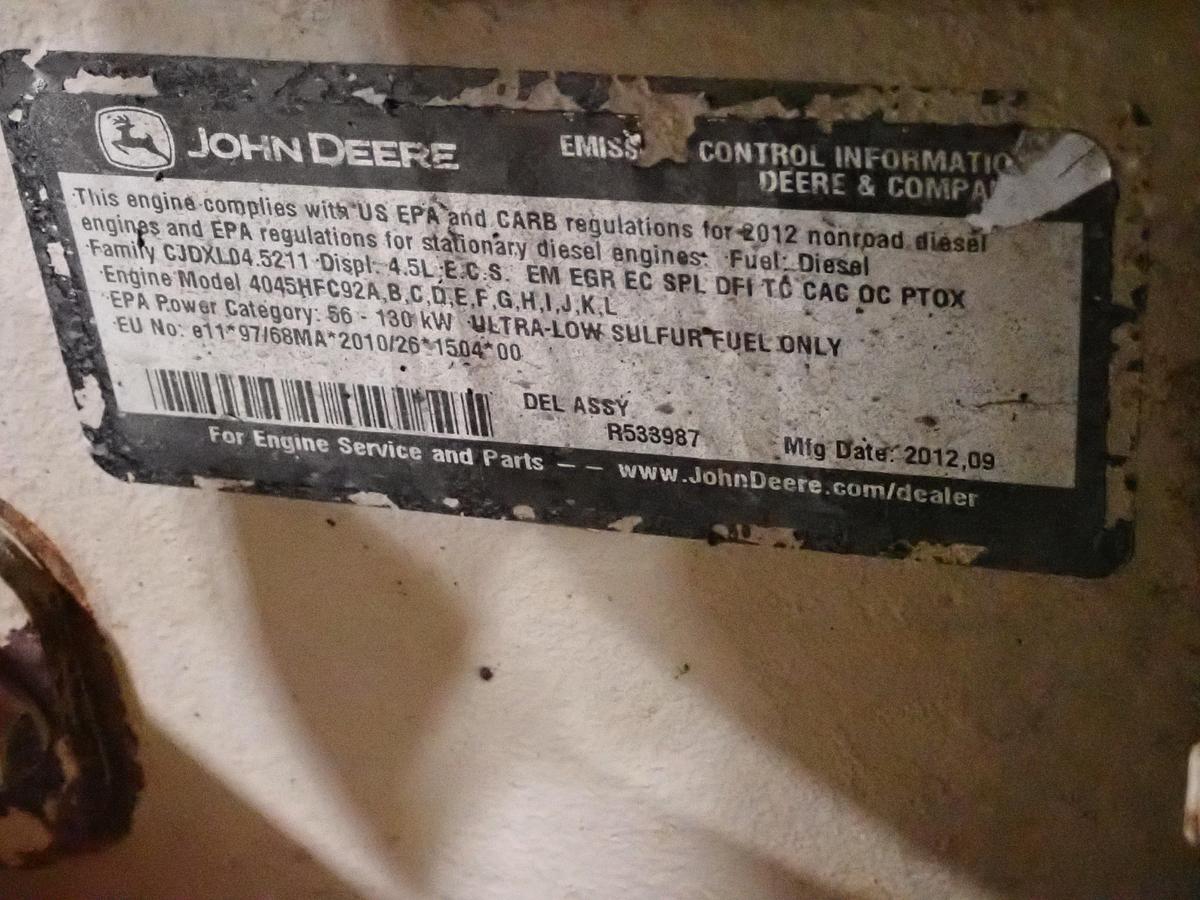 JOHN DEERE
EMISS CONTROL INFORMATIO
DEERE & COMPA
·This engine complies with US EPA and CARB regulations for 2012 nonroad diesel
engines and EPA regulations for stationary diesel engines· ·Fuel: Diesel
·Family CJDXL04.5211 ·Displ: 4.5L ·E.C.S. EM EGR EC SPL DFI TC CAC OC PTOX
·Engine Model 4045HFC92A,B,C,D,E,F,G,H,I,J,K,L
·EPA Power Category: 56 - 130 kW ·ULTRA-LOW SULFUR FUEL ONLY
·EU No: e11*97/68MA*2010/26*1504*00
DEL ASSY
R533987 Mfg Date: 2012,09
For Engine Service and Parts – – www.JohnDeere.com/dealer